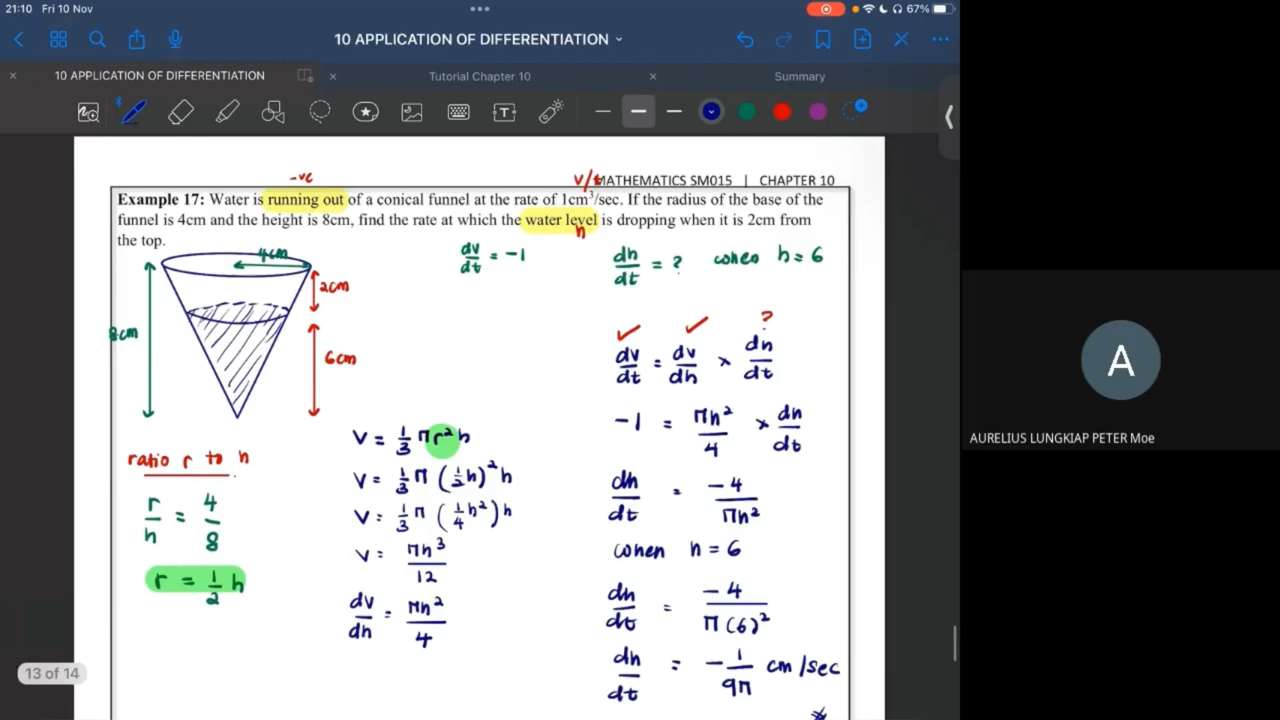 21:10 Fri 10 Nov
67%
10 APPLICATION OF DIFFERENTIATION
10 APPLICATION OF DIFFERENTIATION
Tutorial Chapter 10
Summary
MATHEMATICS SM015 | CHAPTER 10
-ve
V/t
Example 17: Water is running out of a conical funnel at the rate of 1cm³/sec. If the radius of the base of the
funnel is 4cm and the height is 8cm, find the rate at which the water level is dropping when it is 2cm from
the top.
h
4cm
2cm
8cm
6cm
dv/dt = -1
dh/dt = ? when h = 6
?
dv/dt = dv/dh × dh/dt
-1 = πh²/4 × dh/dt
dh/dt = -4/πh²
when h = 6
dh/dt = -4/π(6)²
dh/dt = -1/9π cm/sec
ratio r to h
r/h = 4/8
r = 1/2 h
V = 1/3 πr²h
V = 1/3 π (1/2 h)² h
V = 1/3 π (1/4 h²) h
V = πh³/12
dv/dh = πh²/4
13 of 14
A
AURELIUS LUNGKIAP PETER Moe